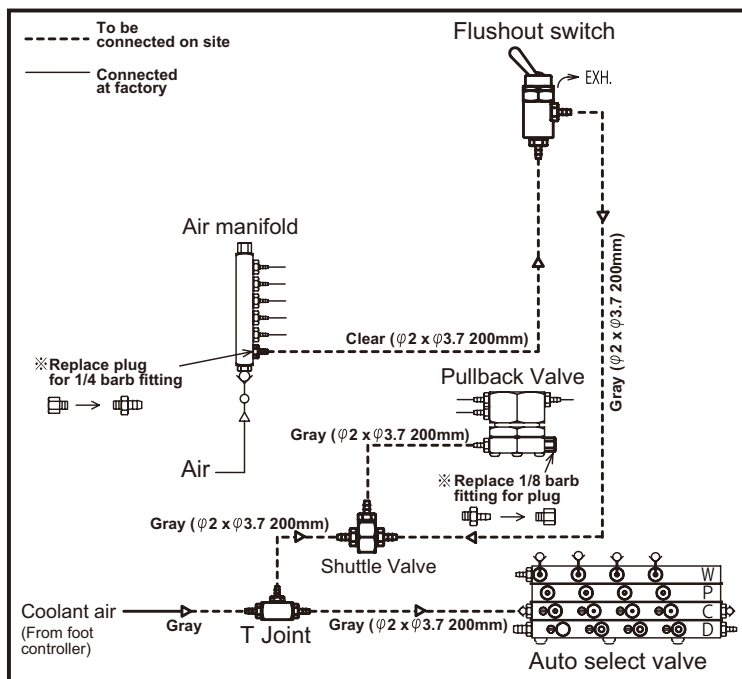 To be
connected on site
Connected
at factory
Flushout switch
EXH.
Air manifold
Clear (φ2 x φ3.7 200mm)
Gray (φ2 x φ3.7 200mm)
※Replace plug
for 1/4 barb fitting
Air
Pullback Valve
Gray (φ2 x φ3.7 200mm)
※Replace 1/8 barb
fitting for plug
Gray (φ2 x φ3.7 200mm)
Shuttle Valve
Coolant air
(From foot
controller)
Gray
T Joint
Gray (φ2 x φ3.7 200mm)
W
P
C
D
Auto select valve